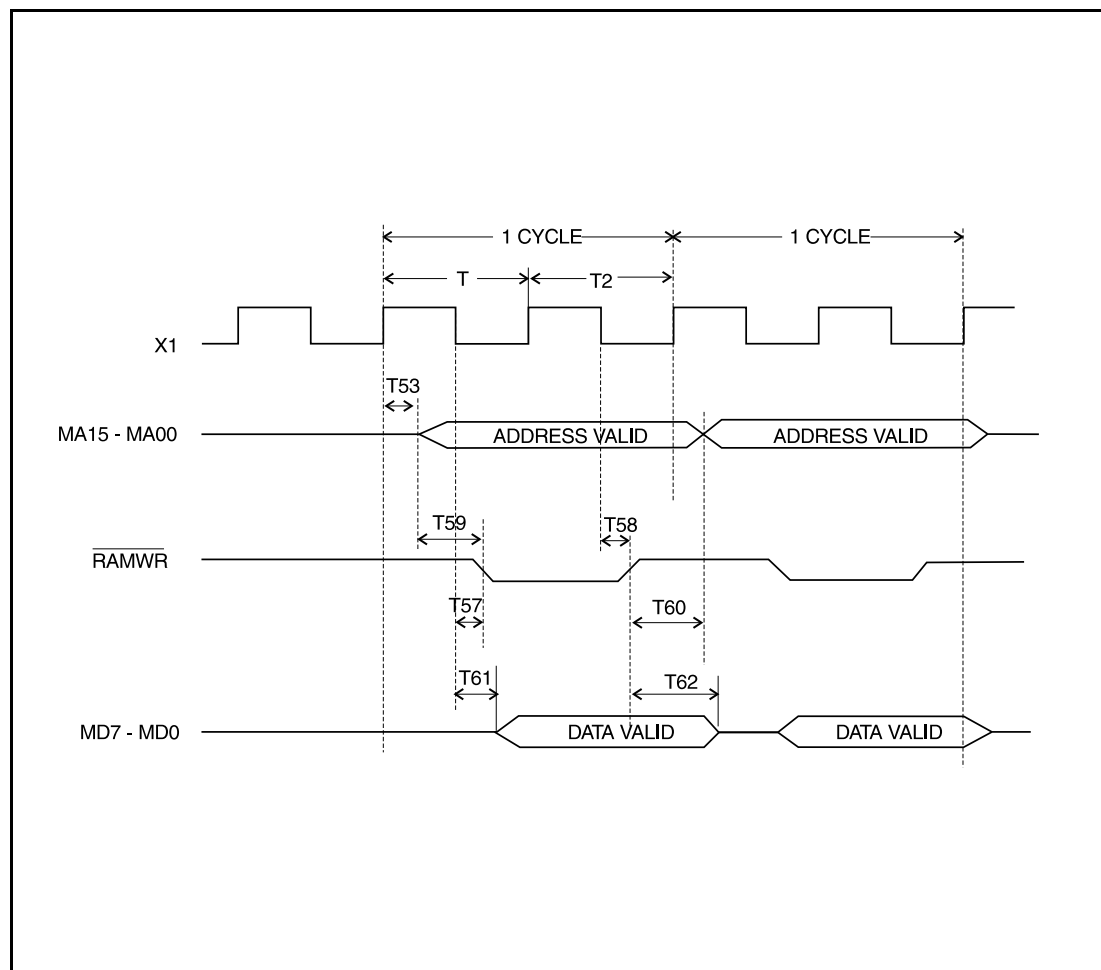 1 CYCLE 1 CYCLE
T T2
X1
T53
MA15 - MA00 ADDRESS VALID ADDRESS VALID
T59 T58
RAMWR
T57 T60
T61 T62
MD7 - MD0 DATA VALID DATA VALID